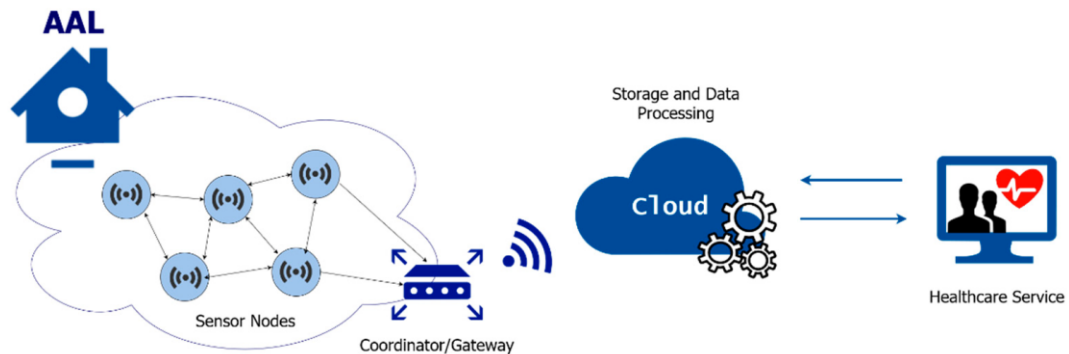 AAL
Storage and Data
Processing
Cloud
Sensor Nodes
Coordinator/Gateway
Healthcare Service